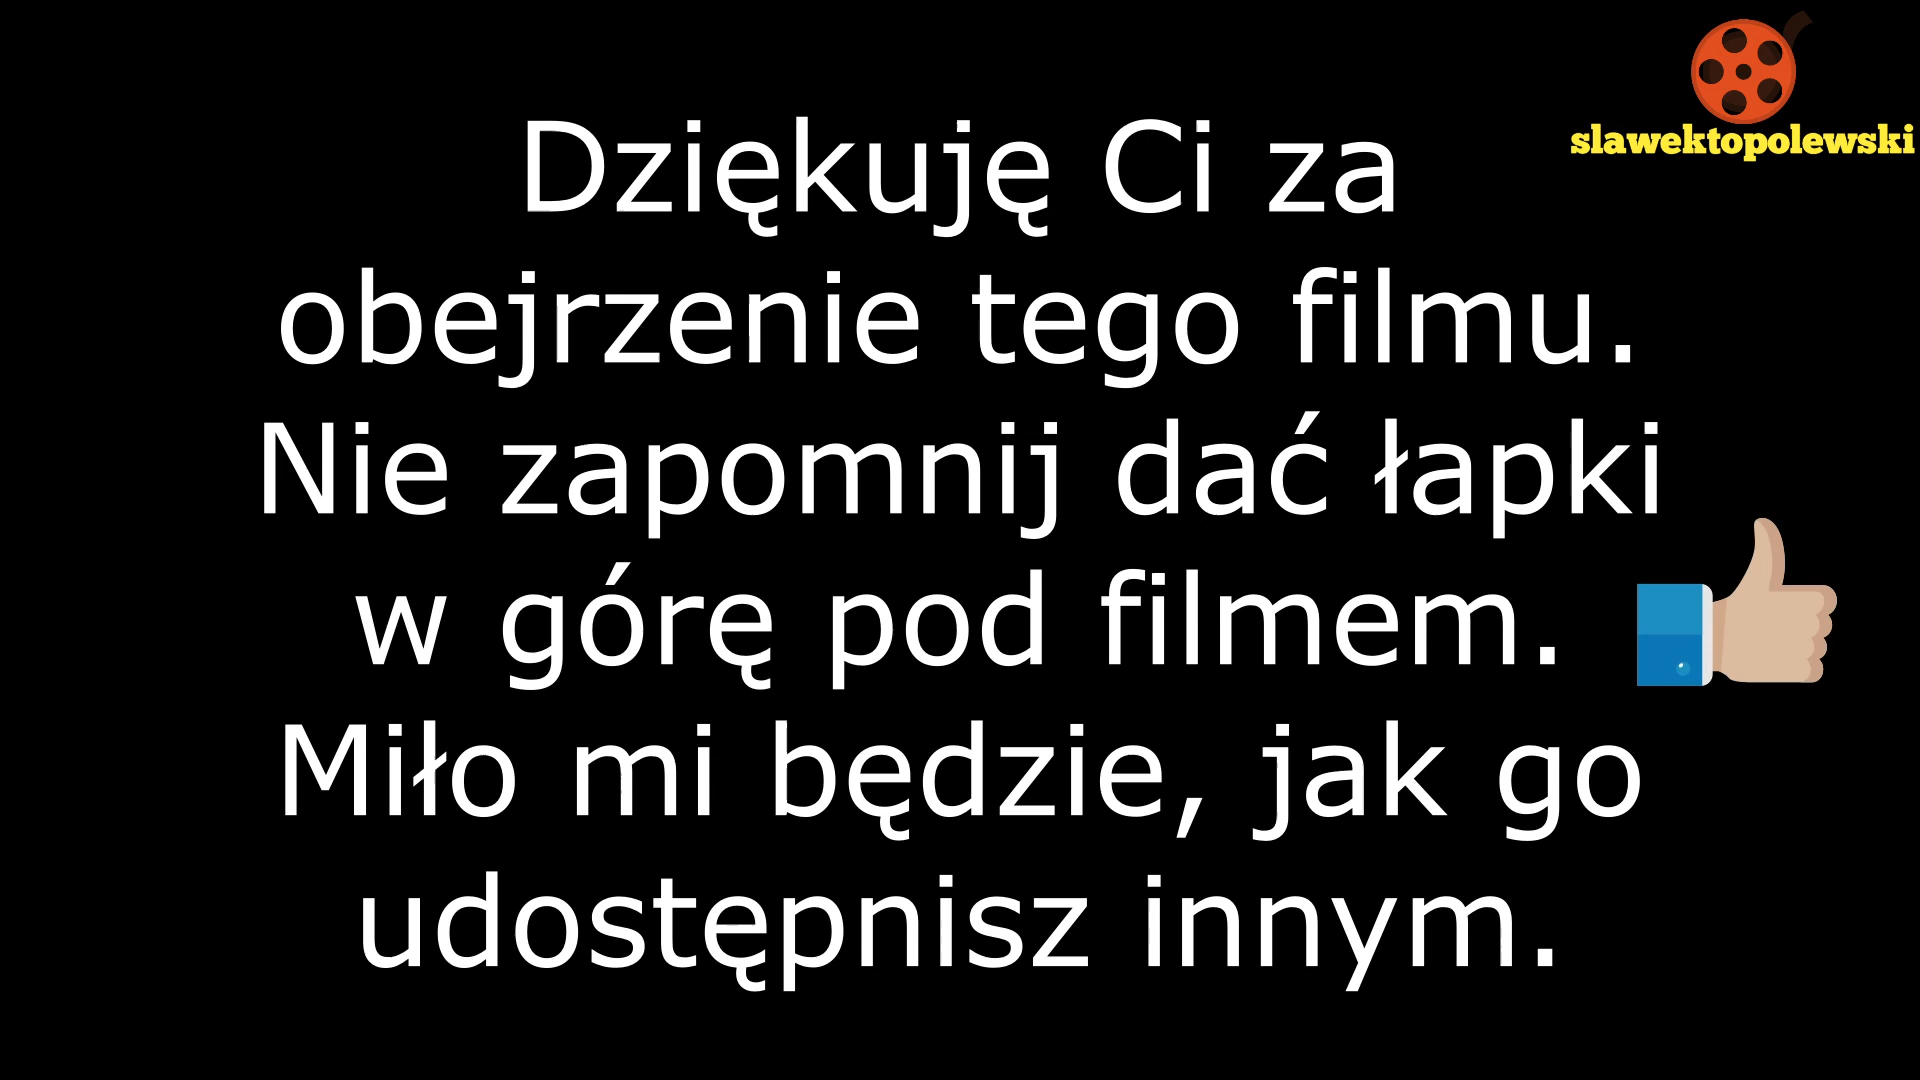 slawektopolewski
Dziękuję Ci za
obejrzenie tego filmu.
Nie zapomnij dać łapki
w górę pod filmem.
Miło mi będzie, jak go
udostępnisz innym.